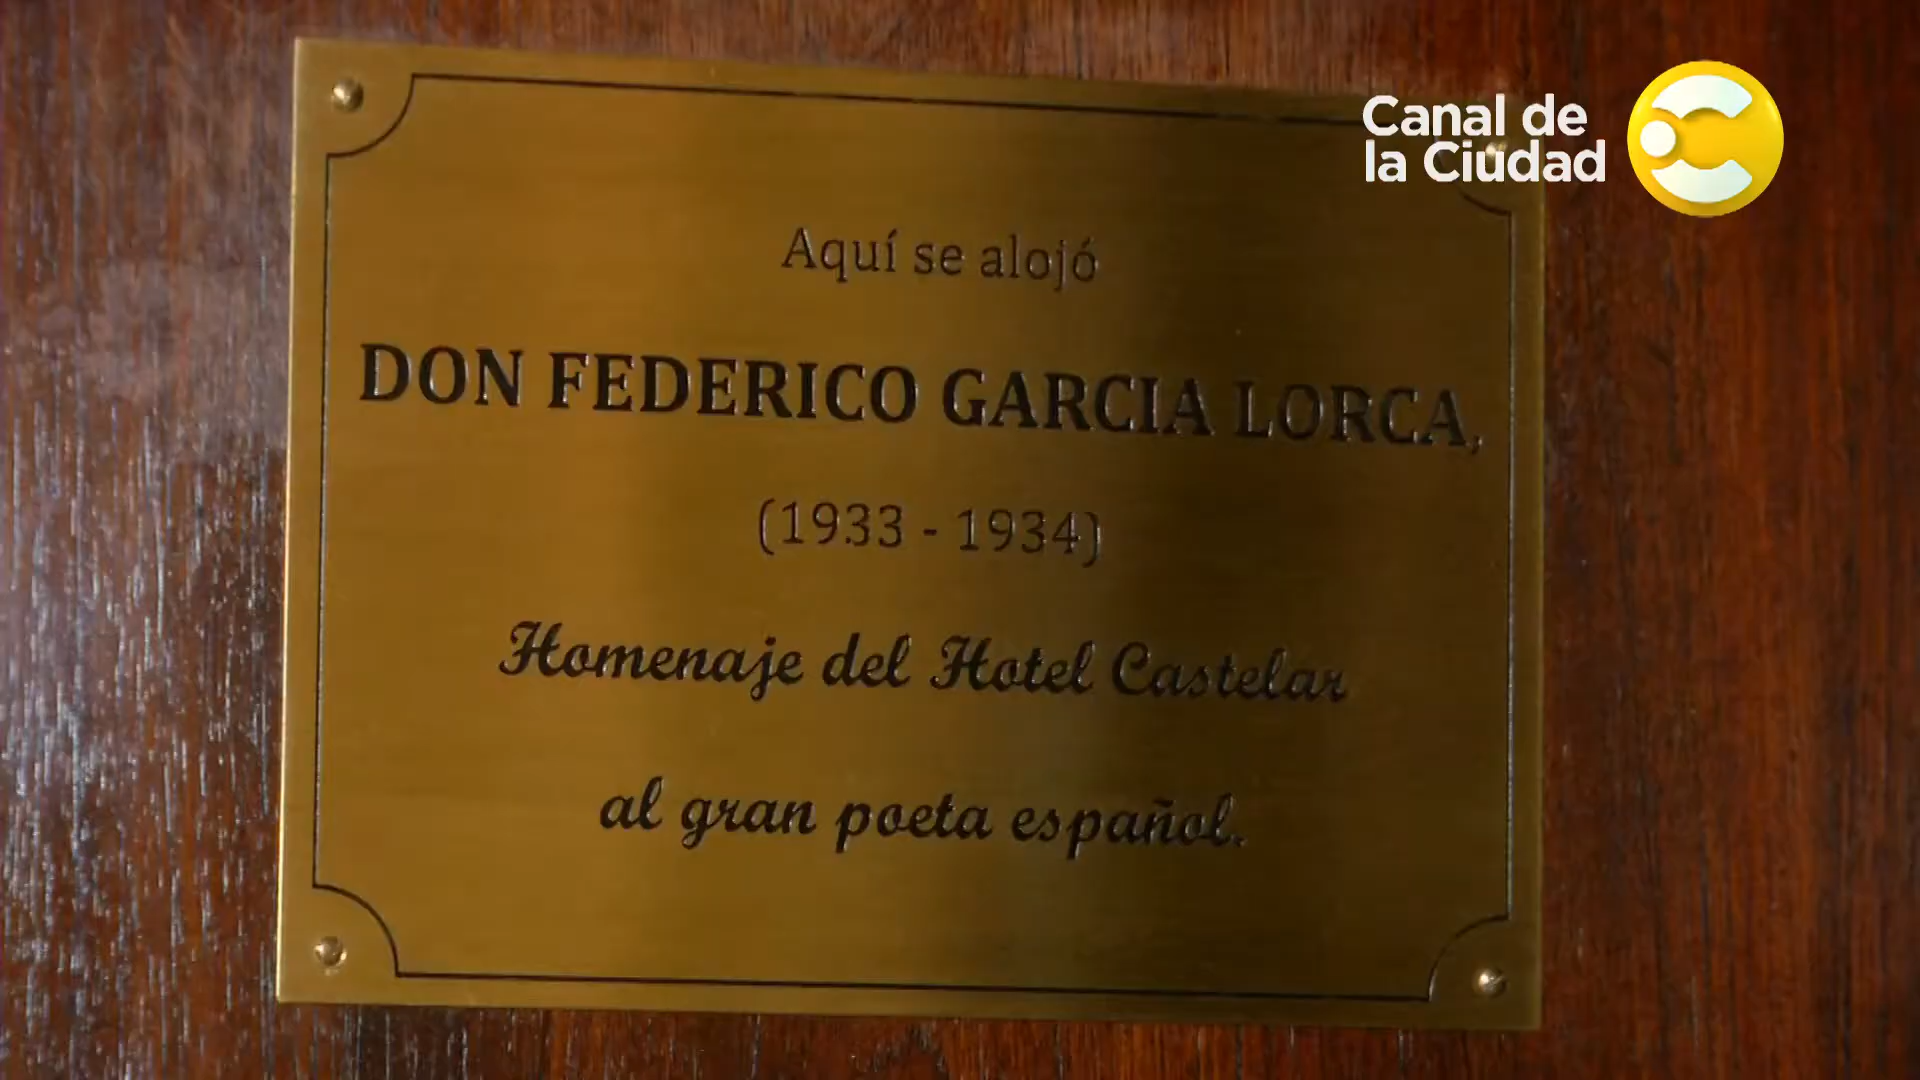 Canal de
la Ciudad
Aquí se alojó
DON FEDERICO GARCIA LORCA,
(1933 - 1934)
Homenaje del Hotel Castelar
al gran poeta español.